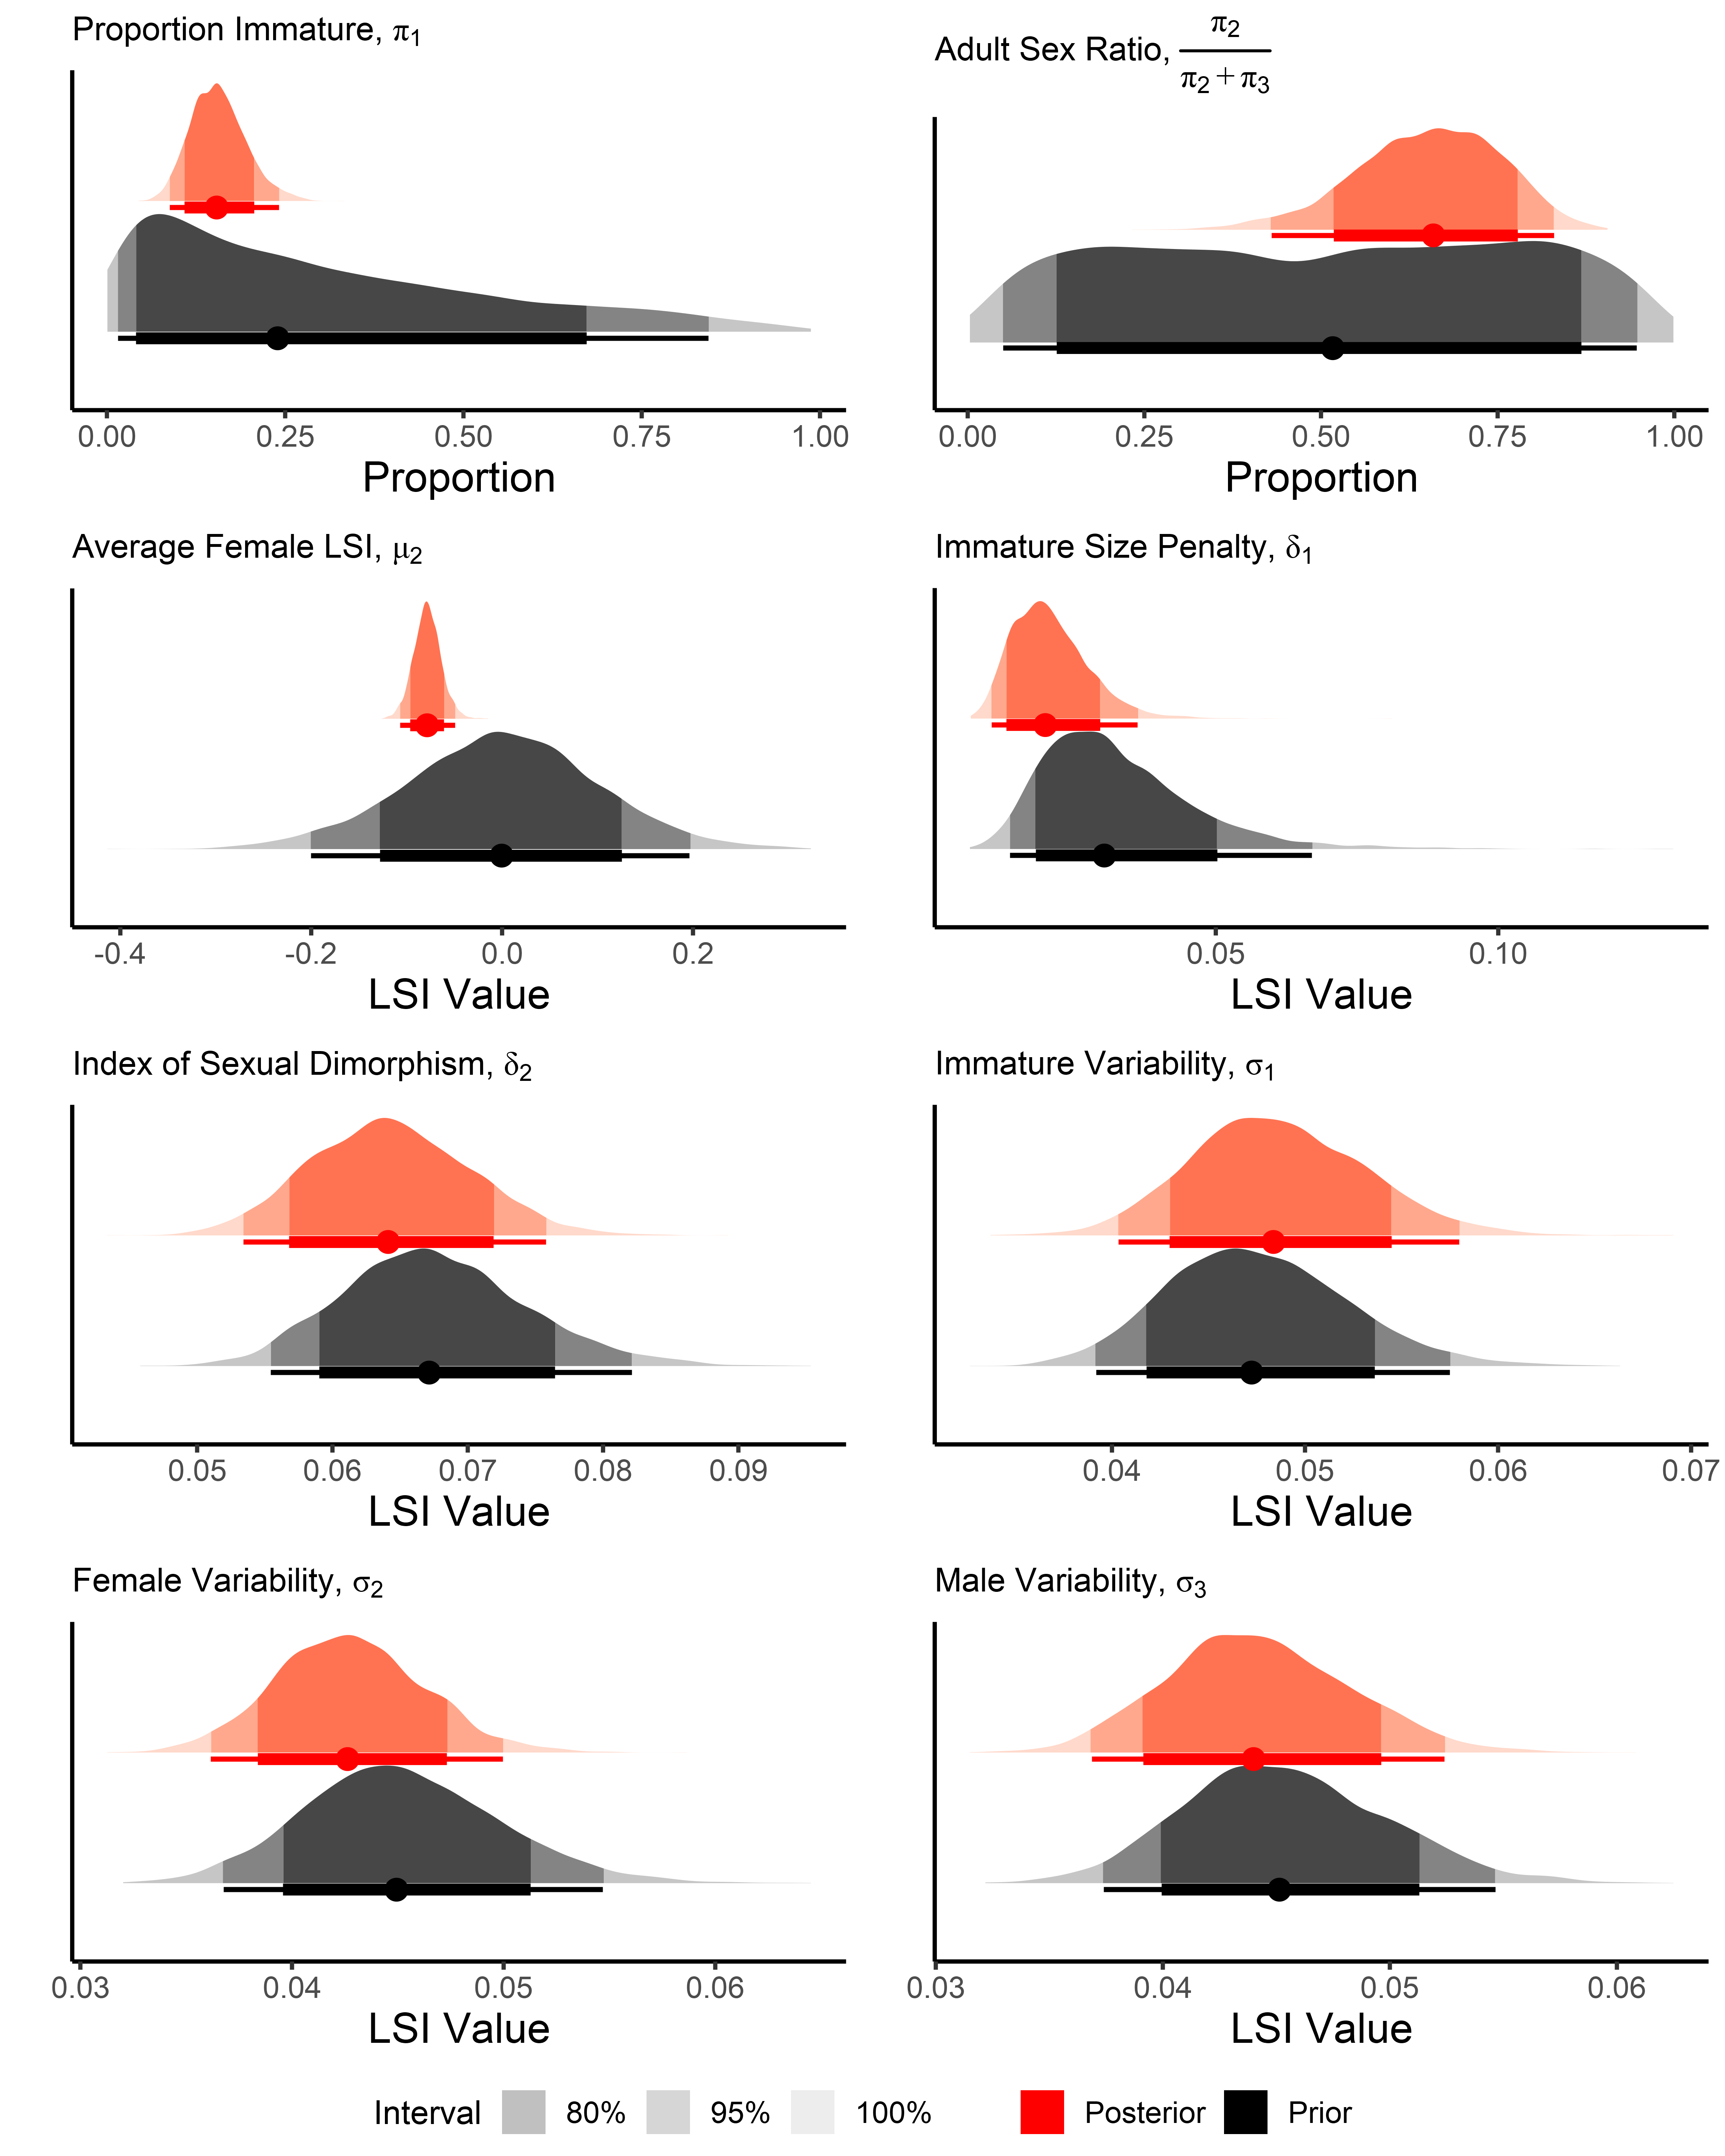 Proportion Immature, π1
Adult Sex Ratio, π2 / (π2 + π3)
0.00 0.25 0.50 0.75 1.00
Proportion
0.00 0.25 0.50 0.75 1.00
Proportion
Average Female LSI, μ2
Immature Size Penalty, δ1
-0.4 -0.2 0.0 0.2
LSI Value
0.05 0.10
LSI Value
Index of Sexual Dimorphism, δ2
Immature Variability, σ1
0.05 0.06 0.07 0.08 0.09
LSI Value
0.04 0.05 0.06 0.07
LSI Value
Female Variability, σ2
Male Variability, σ3
0.03 0.04 0.05 0.06
LSI Value
0.03 0.04 0.05 0.06
LSI Value
Interval 80% 95% 100% Posterior Prior